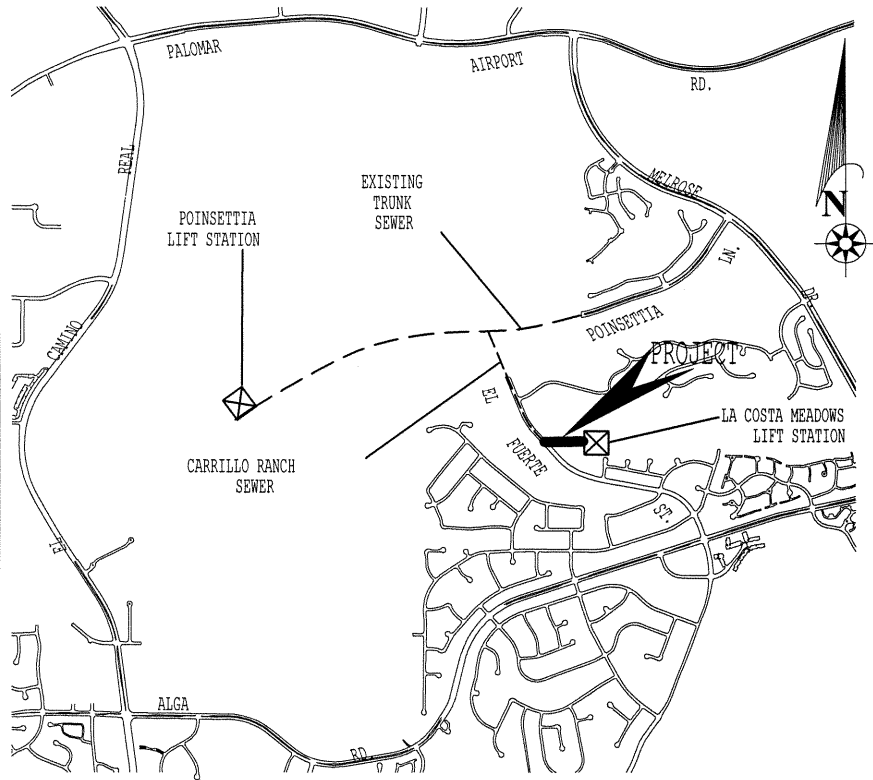 PALOMAR
AIRPORT
RD.
REAL
EXISTING
TRUNK
SEWER
MELROSE
POINSETTIA
LIFT STATION
N
LN.
POINSETTIA
CAMINO
PROJECT
EL
LA COSTA MEADOWS
LIFT STATION
FUERTE
CARRILLO RANCH
SEWER
ST.
EL
ALGA
RD.